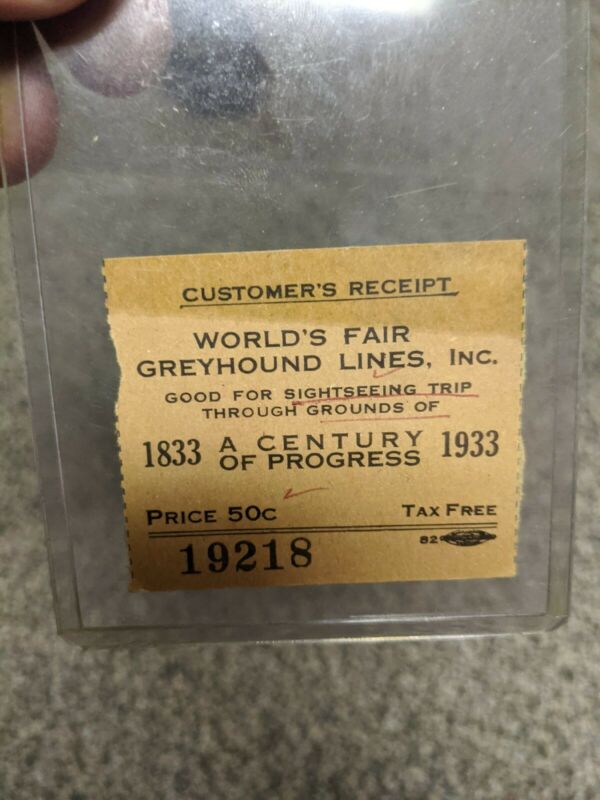 CUSTOMER'S RECEIPT
WORLD'S FAIR
GREYHOUND LINES, INC.
GOOD FOR SIGHTSEEING TRIP
THROUGH GROUNDS OF
1833 A CENTURY 1933
OF PROGRESS
PRICE 50C TAX FREE
19218 82